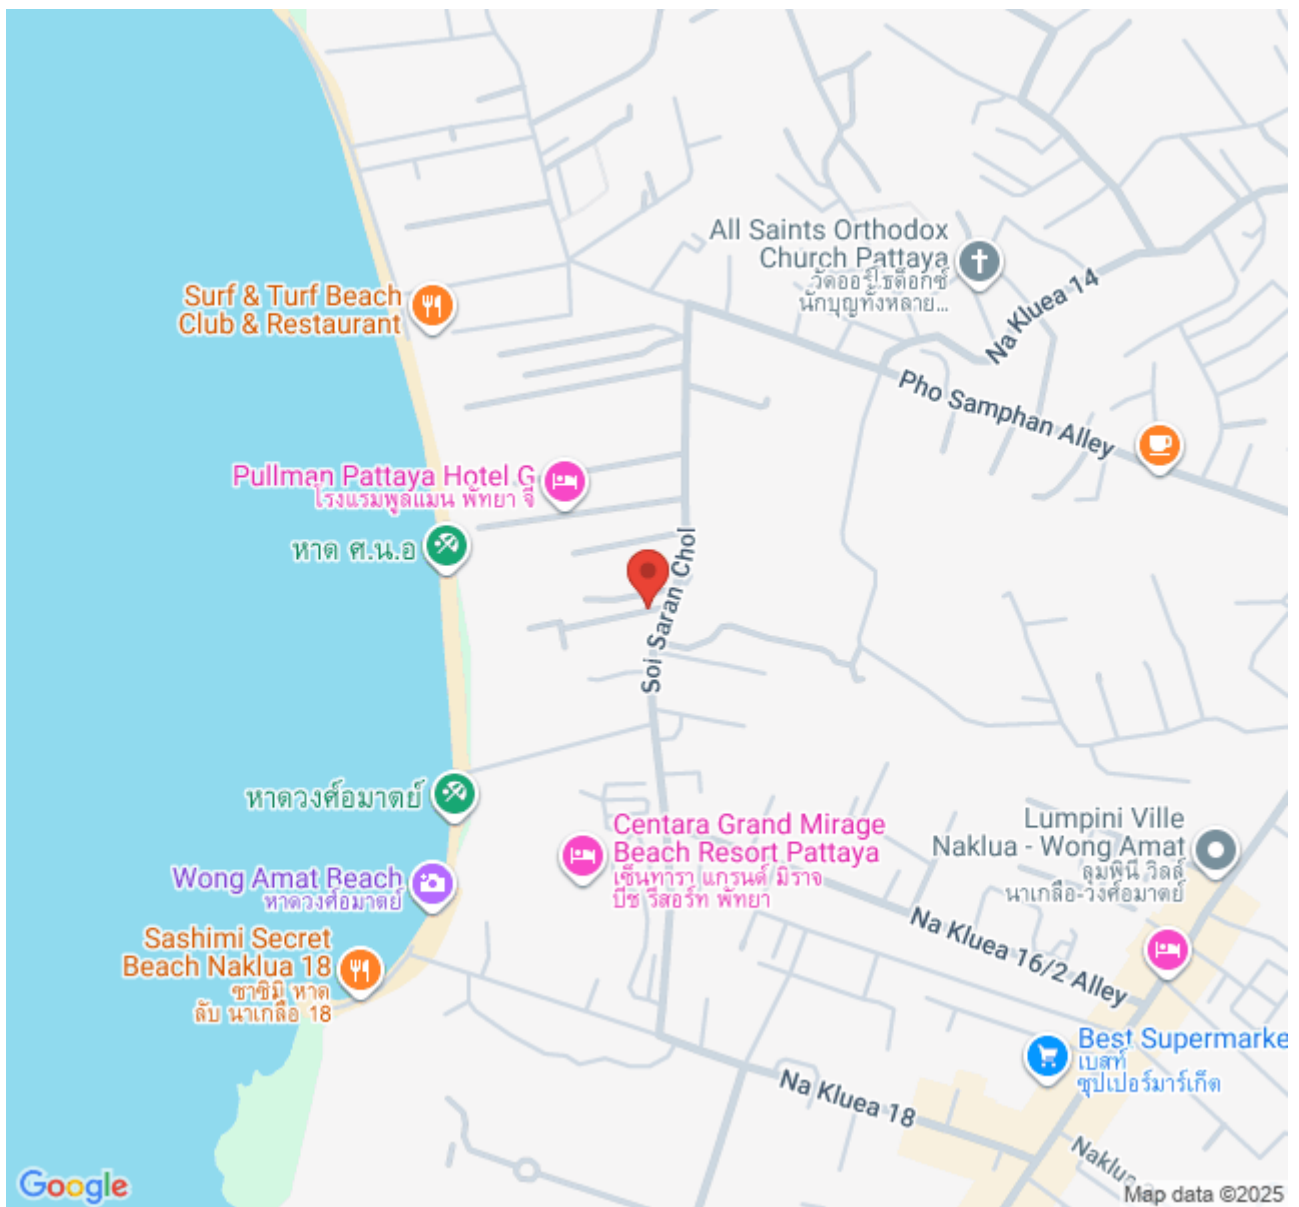 All Saints Orthodox
Church Pattaya
วัดออร์โธด็อกซ์
นักบุญทั้งหลาย...
Na Kluea 14
Surf & Turf Beach
Club & Restaurant
Pho Samphan Alley
Pullman Pattaya Hotel G
โรงแรมพูลแมน พัทยา จี
หาด ศ.น.อ
Soi Saran Chol
หาดวงศ์อมาตย์
Centara Grand Mirage
Beach Resort Pattaya
เซ็นทารา แกรนด์ มิราจ
บีช รีสอร์ท พัทยา
Lumpini Ville
Naklua - Wong Amat
ลุมพินี วิลล์
นาเกลือ-วงศ์อมาตย์
Wong Amat Beach
หาดวงศ์อมาตย์
Sashimi Secret
Beach Naklua 18
ซาชิมิ หาด
ลับ นาเกลือ 18
Na Kluea 16/2 Alley
Best Supermarke
เบสท์
ซุปเปอร์มาร์เก็ต
Na Kluea 18
Naklua
Google
Map data ©2025